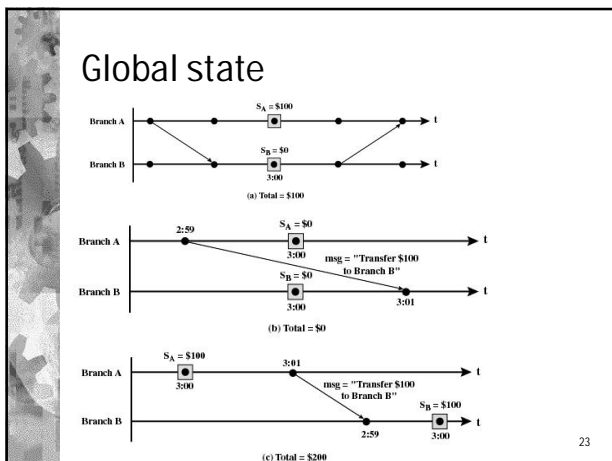 Global state
S_A = $100
Branch A
t
S_B = $0
Branch B
t
3:00
(a) Total = $100
2:59
S_A = $0
Branch A
t
3:00
msg = "Transfer $100
to Branch B"
S_B = $0
Branch B
t
3:00
3:01
(b) Total = $0
S_A = $100
3:01
Branch A
t
3:00
msg = "Transfer $100
to Branch B"
S_B = $100
Branch B
t
2:59
3:00
(c) Total = $200
23